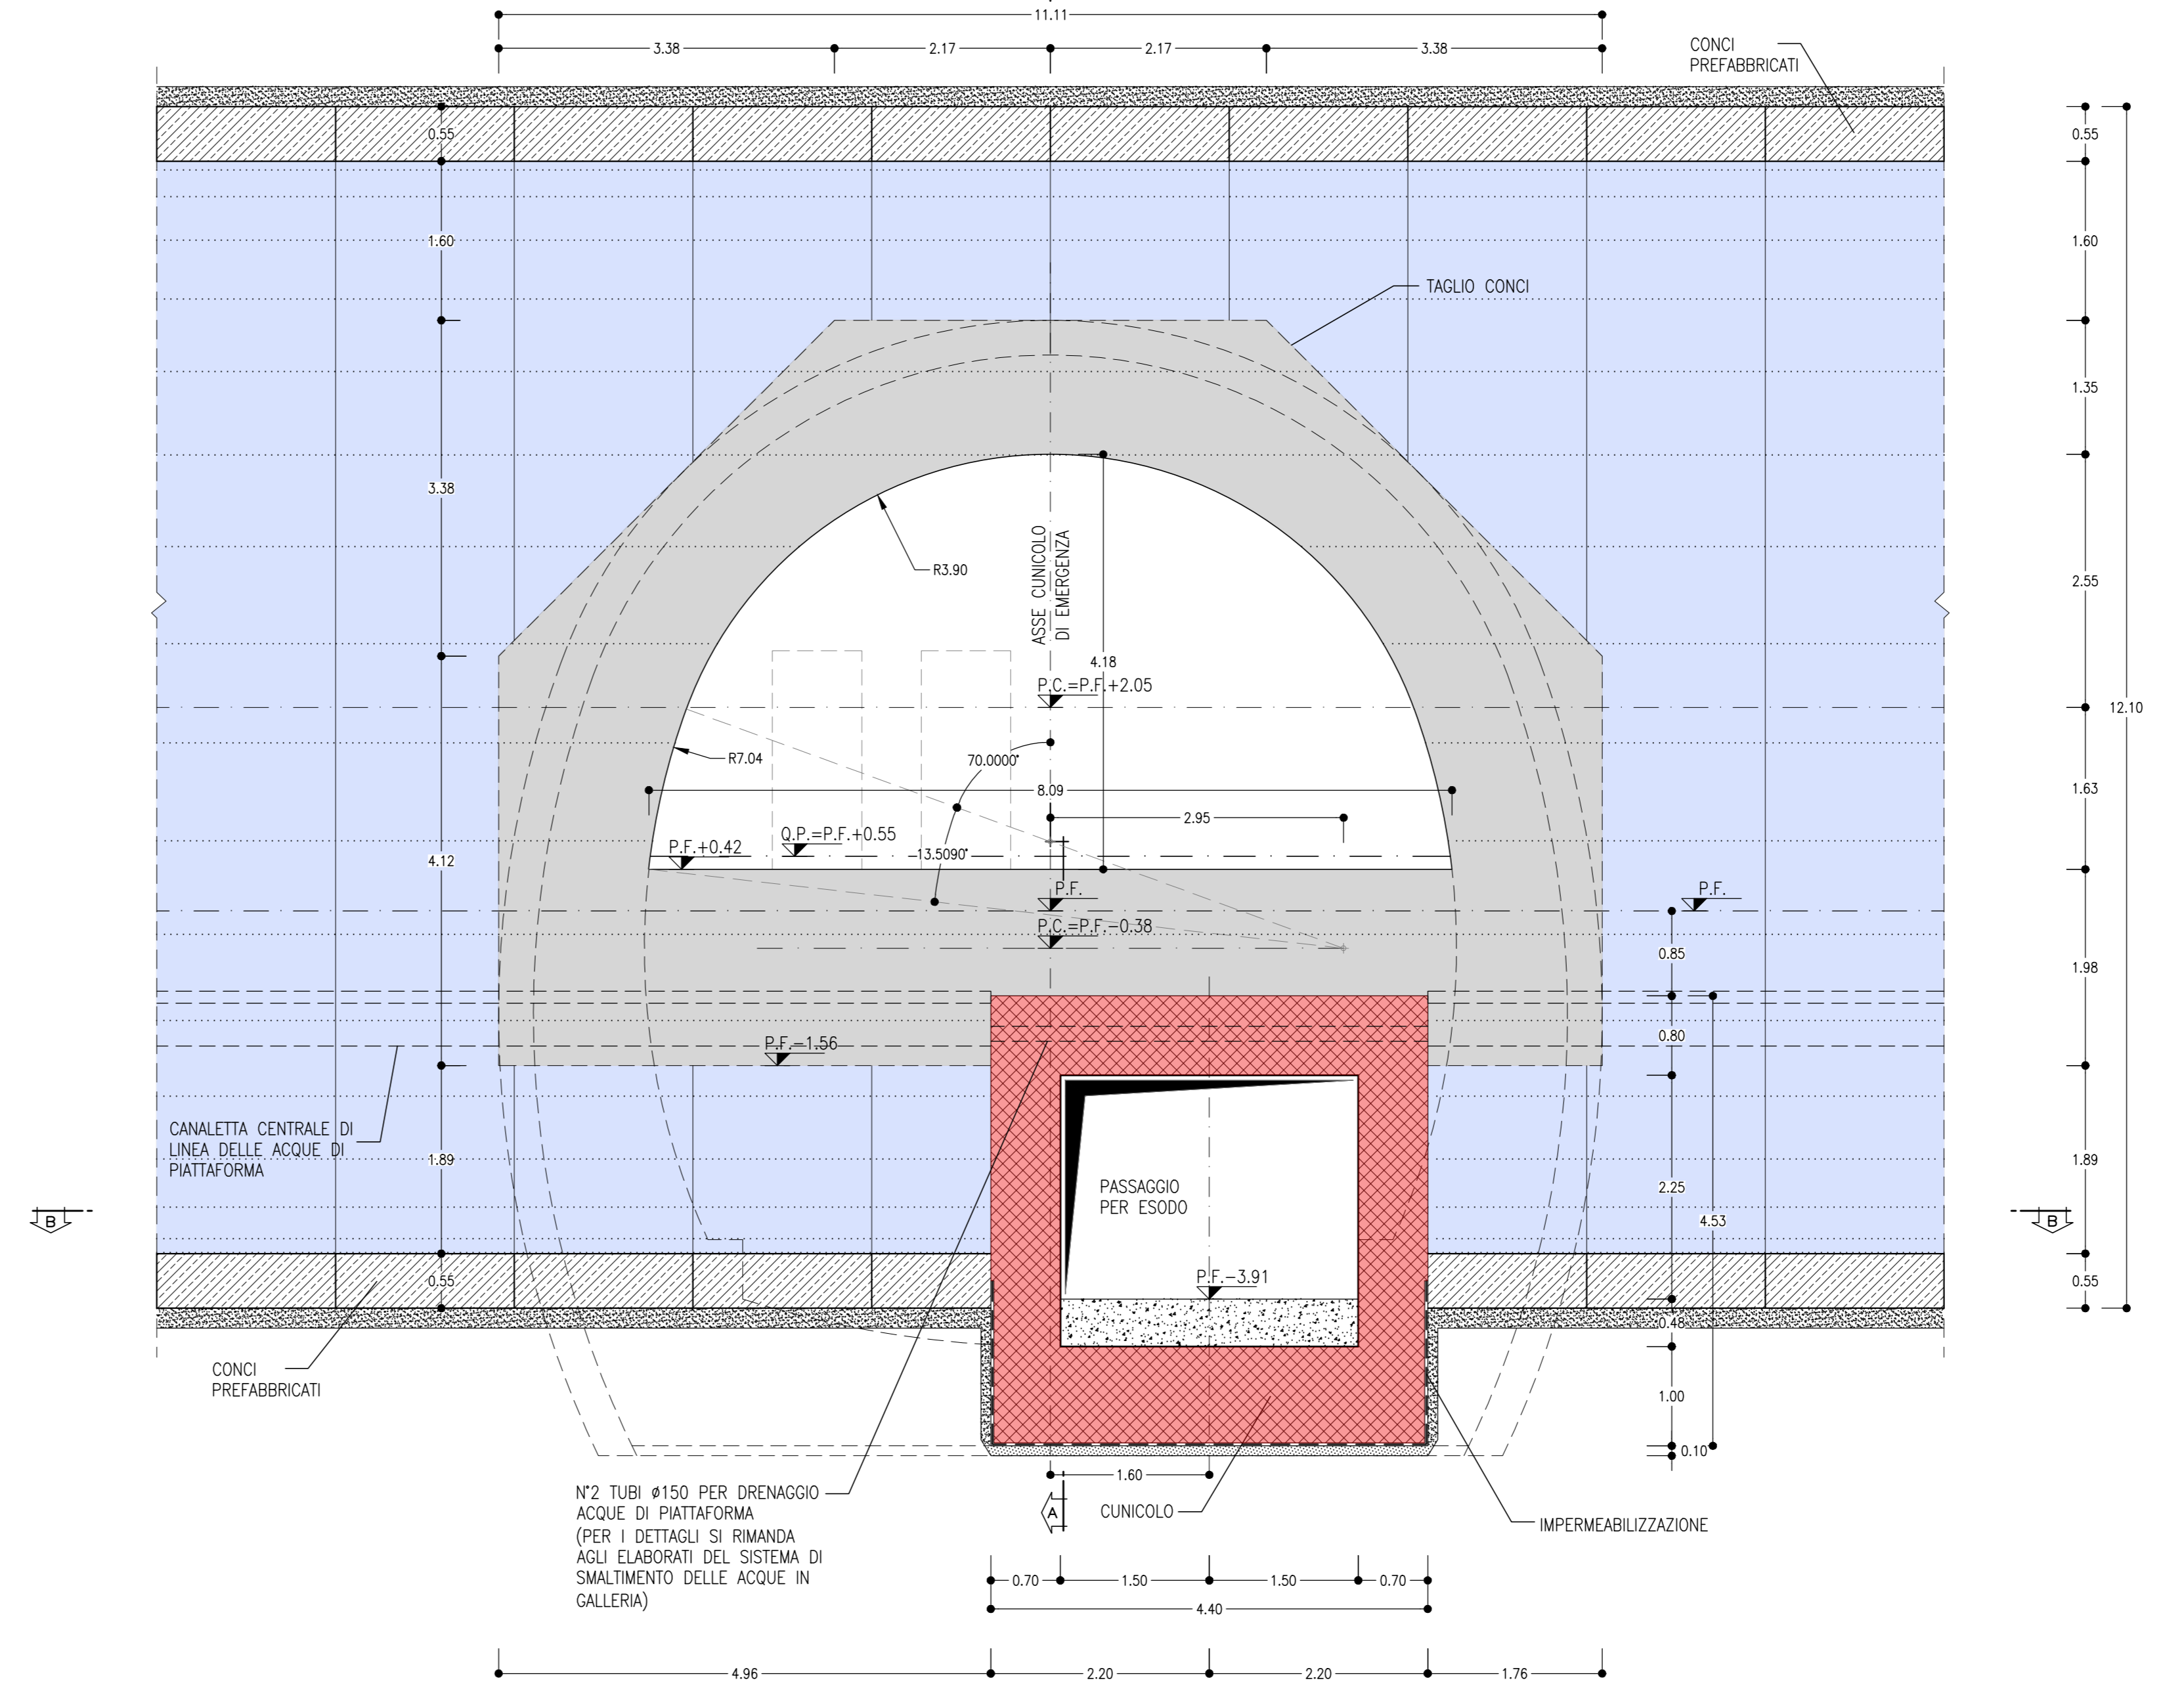 11.11
3.38
2.17
2.17
3.38
CONCI
PREFABBRICATI
0.55
0.55
1.60
1.60
TAGLIO CONCI
1.35
3.38
R3.90
ASSE CUNICOLO
DI EMERGENZA
2.55
4.18
P.C.=P.F.+2.05
12.10
R7.04
70.0000°
8.09
1.63
2.95
Q.P.=P.F.+0.55
P.F.+0.42
13.5090°
4.12
P.F.
P.F.
P.C.=P.F.-0.38
0.85
1.98
0.80
P.F.-1.56
CANALETTA CENTRALE DI
LINEA DELLE ACQUE DI
PIATTAFORMA
1.89
1.89
PASSAGGIO
PER ESODO
2.25
4.53
B
B
P.F.-3.91
0.55
0.55
0.48
CONCI
PREFABBRICATI
1.00
0.10
1.60
N°2 TUBI ø150 PER DRENAGGIO
ACQUE DI PIATTAFORMA
(PER I DETTAGLI SI RIMANDA
AGLI ELABORATI DEL SISTEMA DI
SMALTIMENTO DELLE ACQUE IN
GALLERIA)
A
CUNICOLO
IMPERMEABILIZZAZIONE
0.70
1.50
1.50
0.70
4.40
4.96
2.20
2.20
1.76